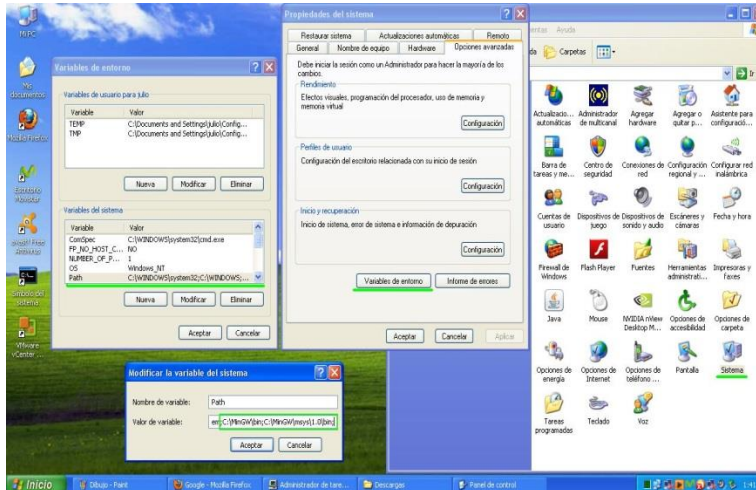 Mi PC
Mis documentos
Mozilla Firefox
Escritorio Movistar
avast! Free Antivirus
Símbolo del sistema
VMware vCenter ...
Variables de entorno
Variables de usuario para Julio
Variable Valor
TEMP C:\Documents and Settings\Julio\Config...
TMP C:\Documents and Settings\Julio\Config...
Nueva Modificar Eliminar
Variables del sistema
Variable Valor
ComSpec C:\WINDOWS\system32\cmd.exe
FP_NO_HOST_C... NO
NUMBER_OF_P... 1
OS Windows_NT
Path C:\WINDOWS\system32;C:\WINDOWS;...
Nueva Modificar Eliminar
Aceptar Cancelar
Propiedades del sistema
Restaurar sistema Actualizaciones automáticas Remoto
General Nombre de equipo Hardware Opciones avanzadas
Debe iniciar la sesión como un Administrador para hacer la mayoría de los
cambios.
Rendimiento
Efectos visuales, programación del procesador, uso de memoria y
memoria virtual
Configuración
Perfiles de usuario
Configuración del escritorio relacionada con su inicio de sesión
Configuración
Inicio y recuperación
Inicio de sistema, error de sistema e información de depuración
Configuración
Variables de entorno Informe de errores
Aceptar Cancelar Aplicar
Modificar la variable del sistema
Nombre de variable: Path
Valor de variable: em;C:\MinGW\bin;C:\MinGW\msys\1.0\bin;
Aceptar Cancelar
Ayuda
Carpetas
Ir
Actualizacio... automáticas
Administrador de multicanal
Agregar hardware
Agregar o quitar p...
Asistente para configuració...
Barra de tareas y me...
Centro de seguridad
Conexiones de red
Configuración regional y ...
Configurar red inalámbrica
Cuentas de usuario
Dispositivos de juego
Dispositivos de sonido y audio
Escáneres y cámaras
Fecha y hora
Firewall de Windows
Flash Player
Fuentes
Herramientas administrati...
Impresoras y faxes
Java
Mouse
NVIDIA nView Desktop M...
Opciones de accesibilidad
Opciones de carpeta
Opciones de energía
Opciones de Internet
Opciones de teléfono ...
Pantalla
Sistema
Tareas programadas
Teclado
Voz
Inicio
Dibujo - Paint
Google - Mozilla Firefox
Administrador de tare...
Descargas
Panel de control